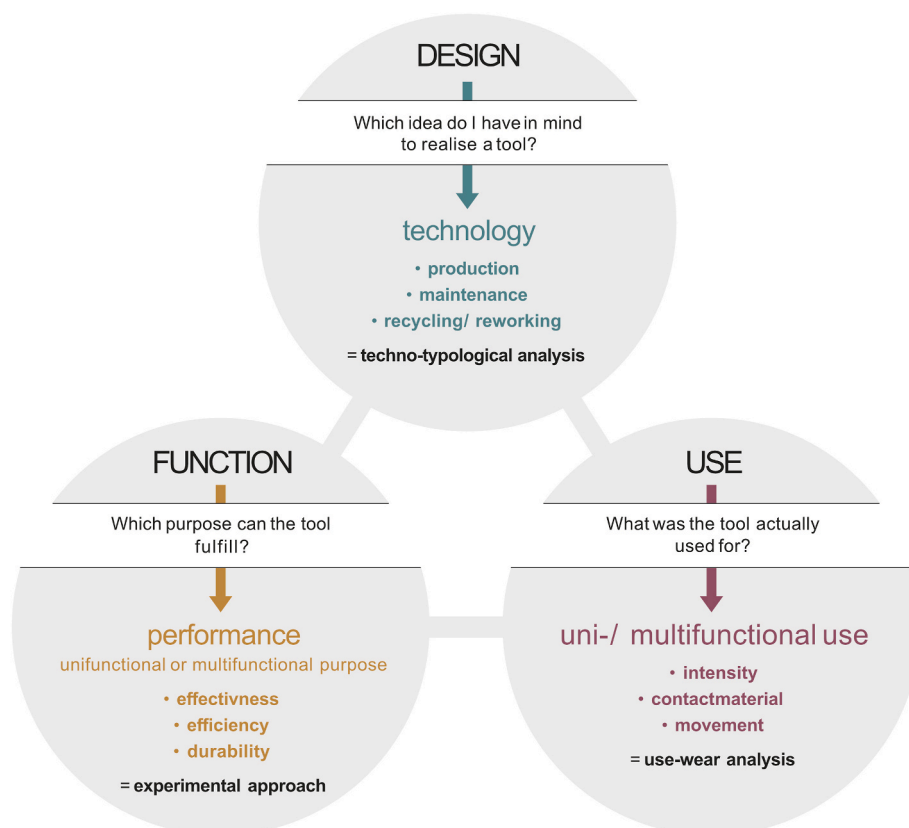 DESIGN
Which idea do I have in mind
to realise a tool?
technology
• production
• maintenance
• recycling/ reworking
= techno-typological analysis
FUNCTION
Which purpose can the tool
fulfill?
performance
unifunctional or multifunctional purpose
• effectivness
• efficiency
• durability
= experimental approach
USE
What was the tool actually
used for?
uni-/ multifunctional use
• intensity
• contactmaterial
• movement
= use-wear analysis